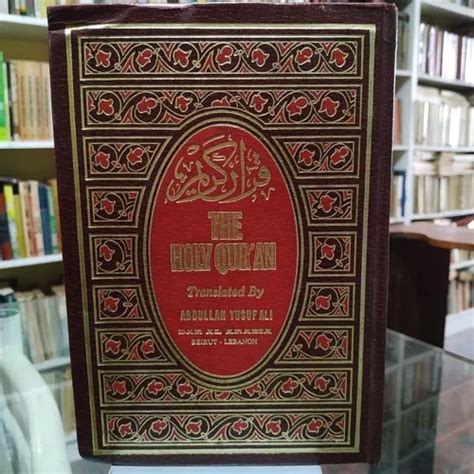 قرآن كريم
THE
HOLY QUR'AN
Translated By
ABDULLAH YUSUF ALI
DAR AL ARABIA
BEIRUT - LEBANON